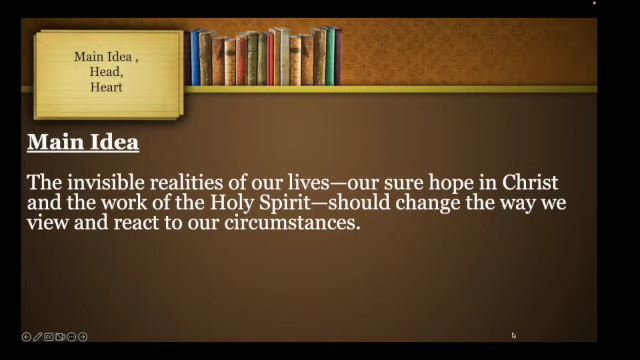 Main Idea ,
Head,
Heart
Main Idea
The invisible realities of our lives—our sure hope in Christ
and the work of the Holy Spirit—should change the way we
view and react to our circumstances.